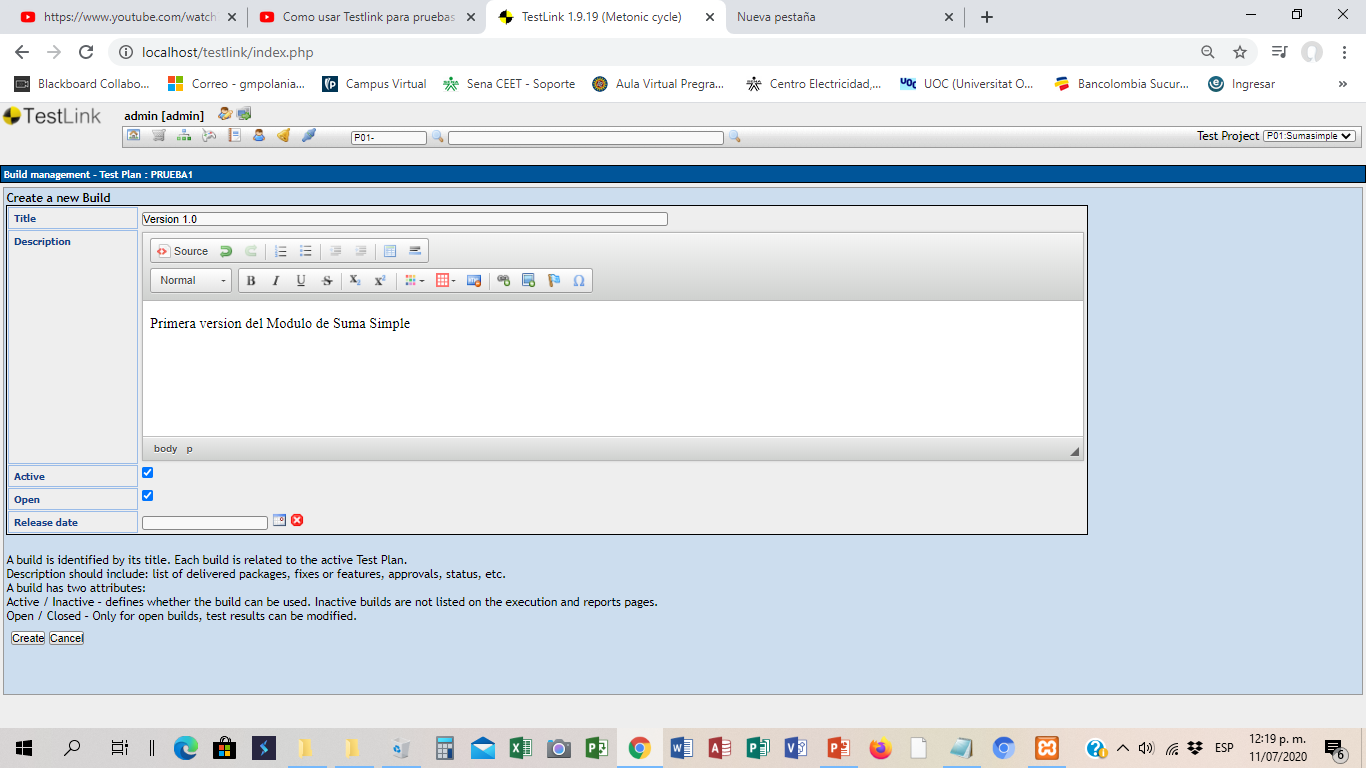 https://www.youtube.com/watch
Como usar Testlink para pruebas
TestLink 1.9.19 (Metonic cycle)
Nueva pestaña
localhost/testlink/index.php
Blackboard Collabo...
Correo - gmpolania...
Campus Virtual
Sena CEET - Soporte
Aula Virtual Pregra...
Centro Electricidad,...
UOC (Universitat O...
Bancolombia Sucur...
Ingresar
»
TestLink
admin [admin]
P01-
Test Project P01:Sumasimple
Build management - Test Plan : PRUEBA1
Create a new Build
Title
Version 1.0
Description
Source
Normal
B I U S X₂ X² Ω
Primera version del Modulo de Suma Simple
body p
Active
Open
Release date
A build is identified by its title. Each build is related to the active Test Plan.
Description should include: list of delivered packages, fixes or features, approvals, status, etc.
A build has two attributes:
Active / Inactive - defines whether the build can be used. Inactive builds are not listed on the execution and reports pages.
Open / Closed - Only for open builds, test results can be modified.
Create Cancel
ESP
12:19 p. m.
11/07/2020
6